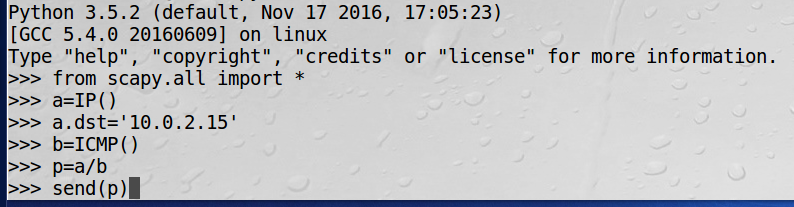 Python 3.5.2 (default, Nov 17 2016, 17:05:23)
[GCC 5.4.0 20160609] on linux
Type "help", "copyright", "credits" or "license" for more information.
>>> from scapy.all import *
>>> a=IP()
>>> a.dst='10.0.2.15'
>>> b=ICMP()
>>> p=a/b
>>> send(p)